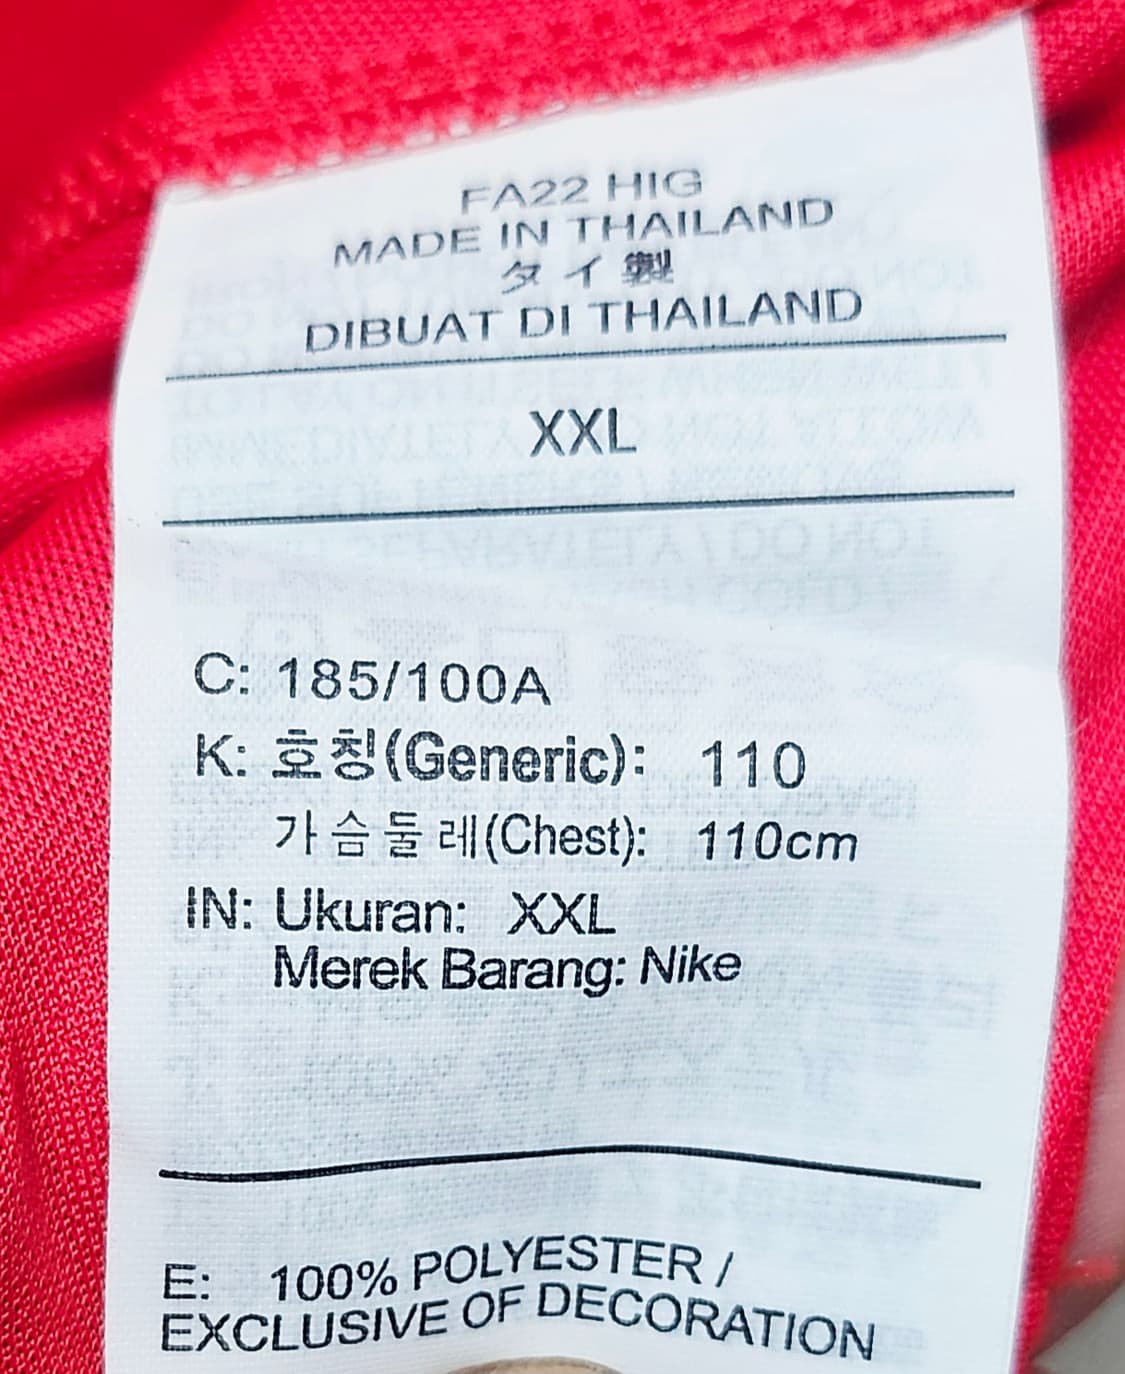 FA22 HIG
MADE IN THAILAND
タイ製
DIBUAT DI THAILAND
XXL
C: 185/100A
K: 호칭(Generic): 110
가슴둘레(Chest): 110cm
IN: Ukuran: XXL
Merek Barang: Nike
E: 100% POLYESTER /
EXCLUSIVE OF DECORATION